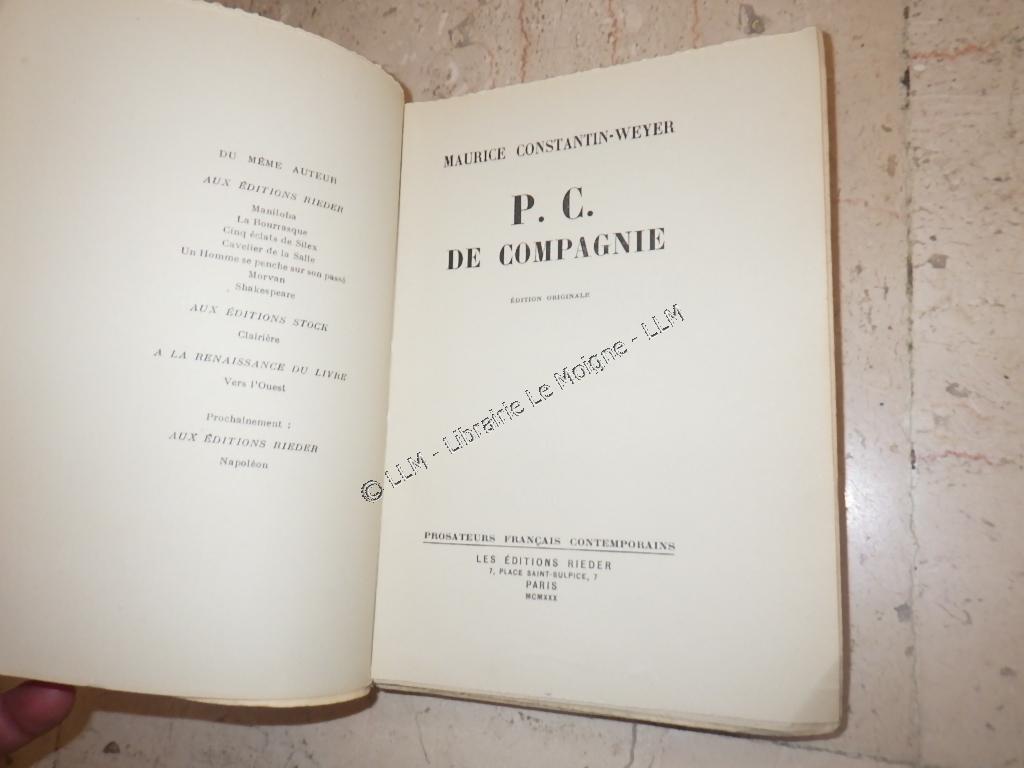 DU MÊME AUTEUR
AUX ÉDITIONS RIEDER
Manitoba
La Bourrasque
Cinq éclats de Silex
Cavelier de la Salle
Un Homme se penche sur son passé
Morvan
Shakespeare
AUX ÉDITIONS STOCK
Clairière
A LA RENAISSANCE DU LIVRE
Vers l'Ouest
Prochainement :
AUX ÉDITIONS RIEDER
Napoléon
MAURICE CONSTANTIN-WEYER
P. C.
DE COMPAGNIE
ÉDITION ORIGINALE
© LLM - Librairie Le Moigne - LLM
PROSATEURS FRANÇAIS CONTEMPORAINS
LES ÉDITIONS RIEDER
7, PLACE SAINT-SULPICE, 7
PARIS
MCMXXX